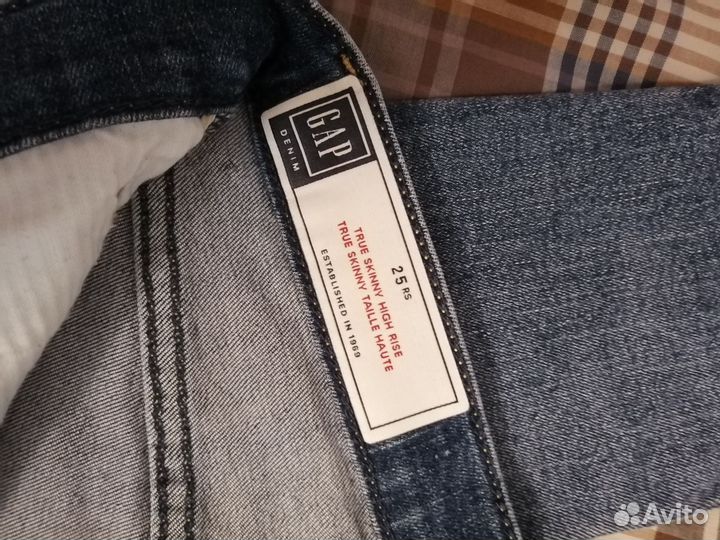 GAP
DENIM
25 RS
TRUE SKINNY HIGH RISE
TRUE SKINNY TAILLE HAUTE
ESTABLISHED IN 1969
Avito